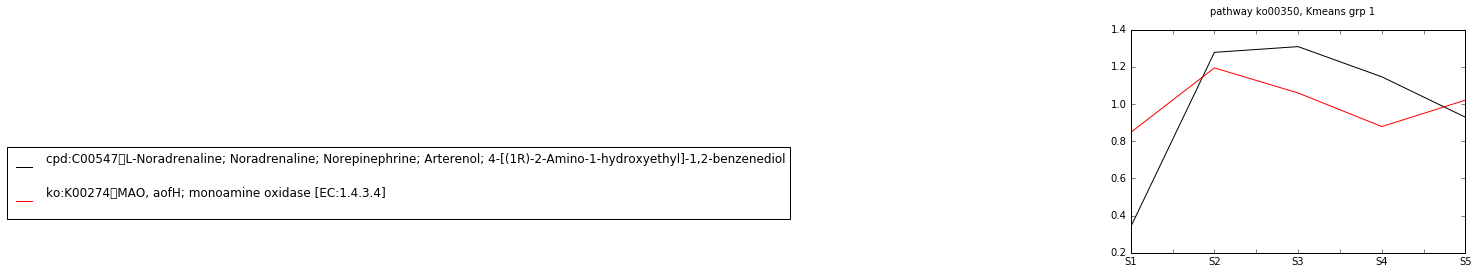 pathway ko00350, Kmeans grp 1
cpd:C00547▯L-Noradrenaline; Noradrenaline; Norepinephrine; Arterenol; 4-[(1R)-2-Amino-1-hydroxyethyl]-1,2-benzenediol
ko:K00274▯MAO, aofH; monoamine oxidase [EC:1.4.3.4]
1.4
1.2
1.0
0.8
0.6
0.4
0.2
S1 S2 S3 S4 S5